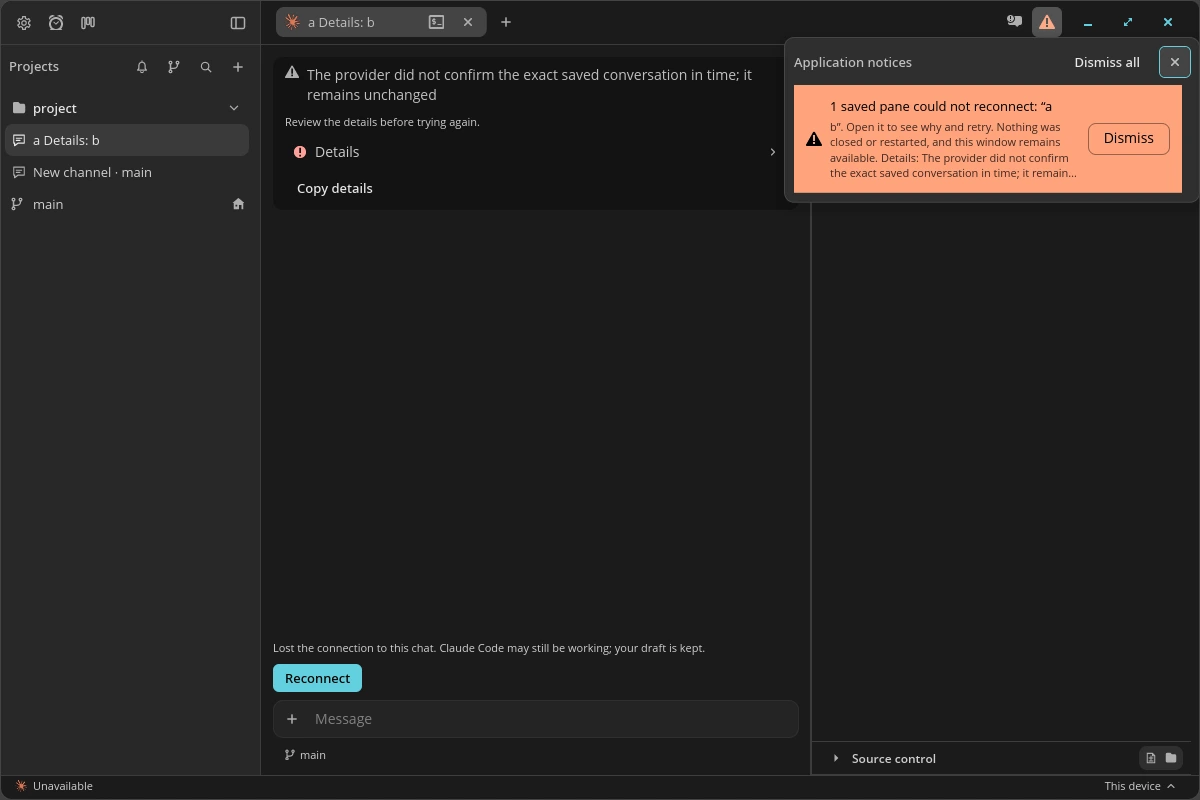 a Details: b
Projects
project
a Details: b
New channel · main
main
The provider did not confirm the exact saved conversation in time; it
remains unchanged
Review the details before trying again.
Details
Copy details
Application notices
Dismiss all
1 saved pane could not reconnect: “a
b”. Open it to see why and retry. Nothing was
closed or restarted, and this window remains
available. Details: The provider did not confirm
the exact saved conversation in time; it remain…
Dismiss
Lost the connection to this chat. Claude Code may still be working; your draft is kept.
Reconnect
Message
main
Source control
Unavailable
This device